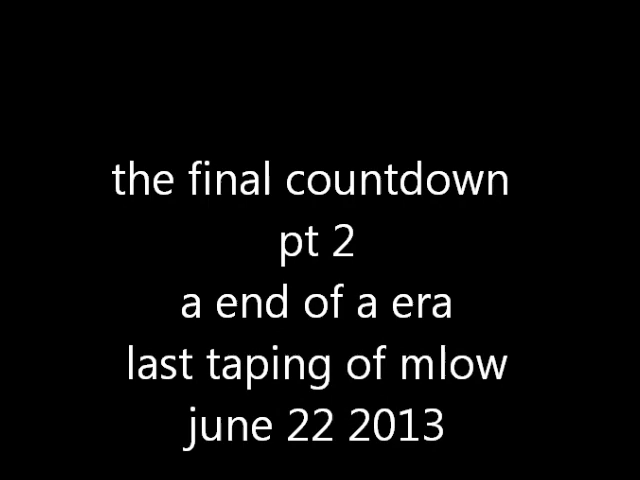 the final countdown
pt 2
a end of a era
last taping of mlow
june 22 2013